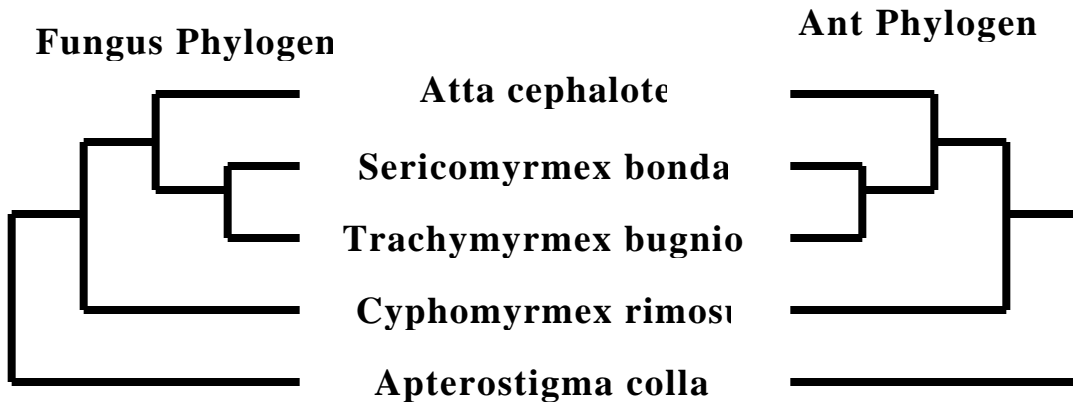 Fungus Phylogen
Ant Phylogen
Atta cephalote
Sericomyrmex bonda
Trachymyrmex bugnio
Cyphomyrmex rimosu
Apterostigma colla